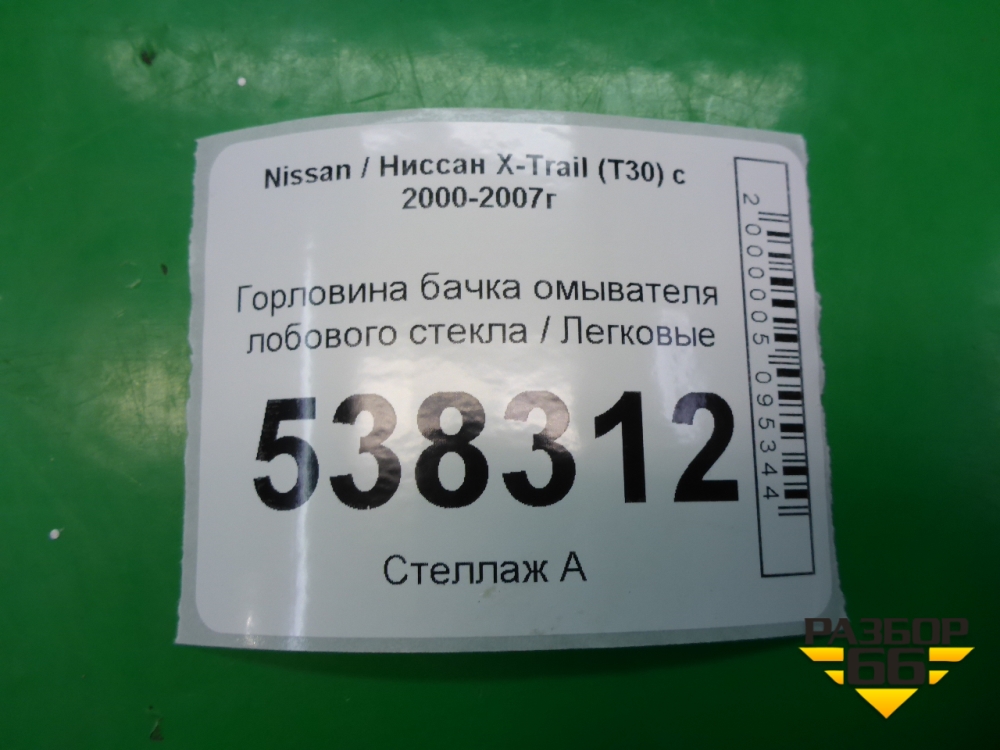 Nissan / Ниссан X-Trail (T30) с
2000-2007г
Горловина бачка омывателя
лобового стекла / Легковые
538312
Стеллаж А
2000005095344
РАЗБОР
66